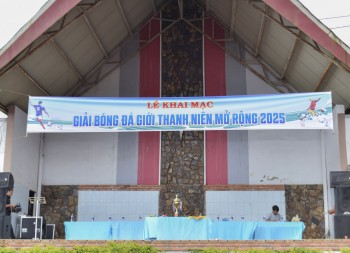 LỄ KHAI MẠC
GIẢI BÓNG ĐÁ GIỚI THANH NIÊN MỞ RỘNG 2025